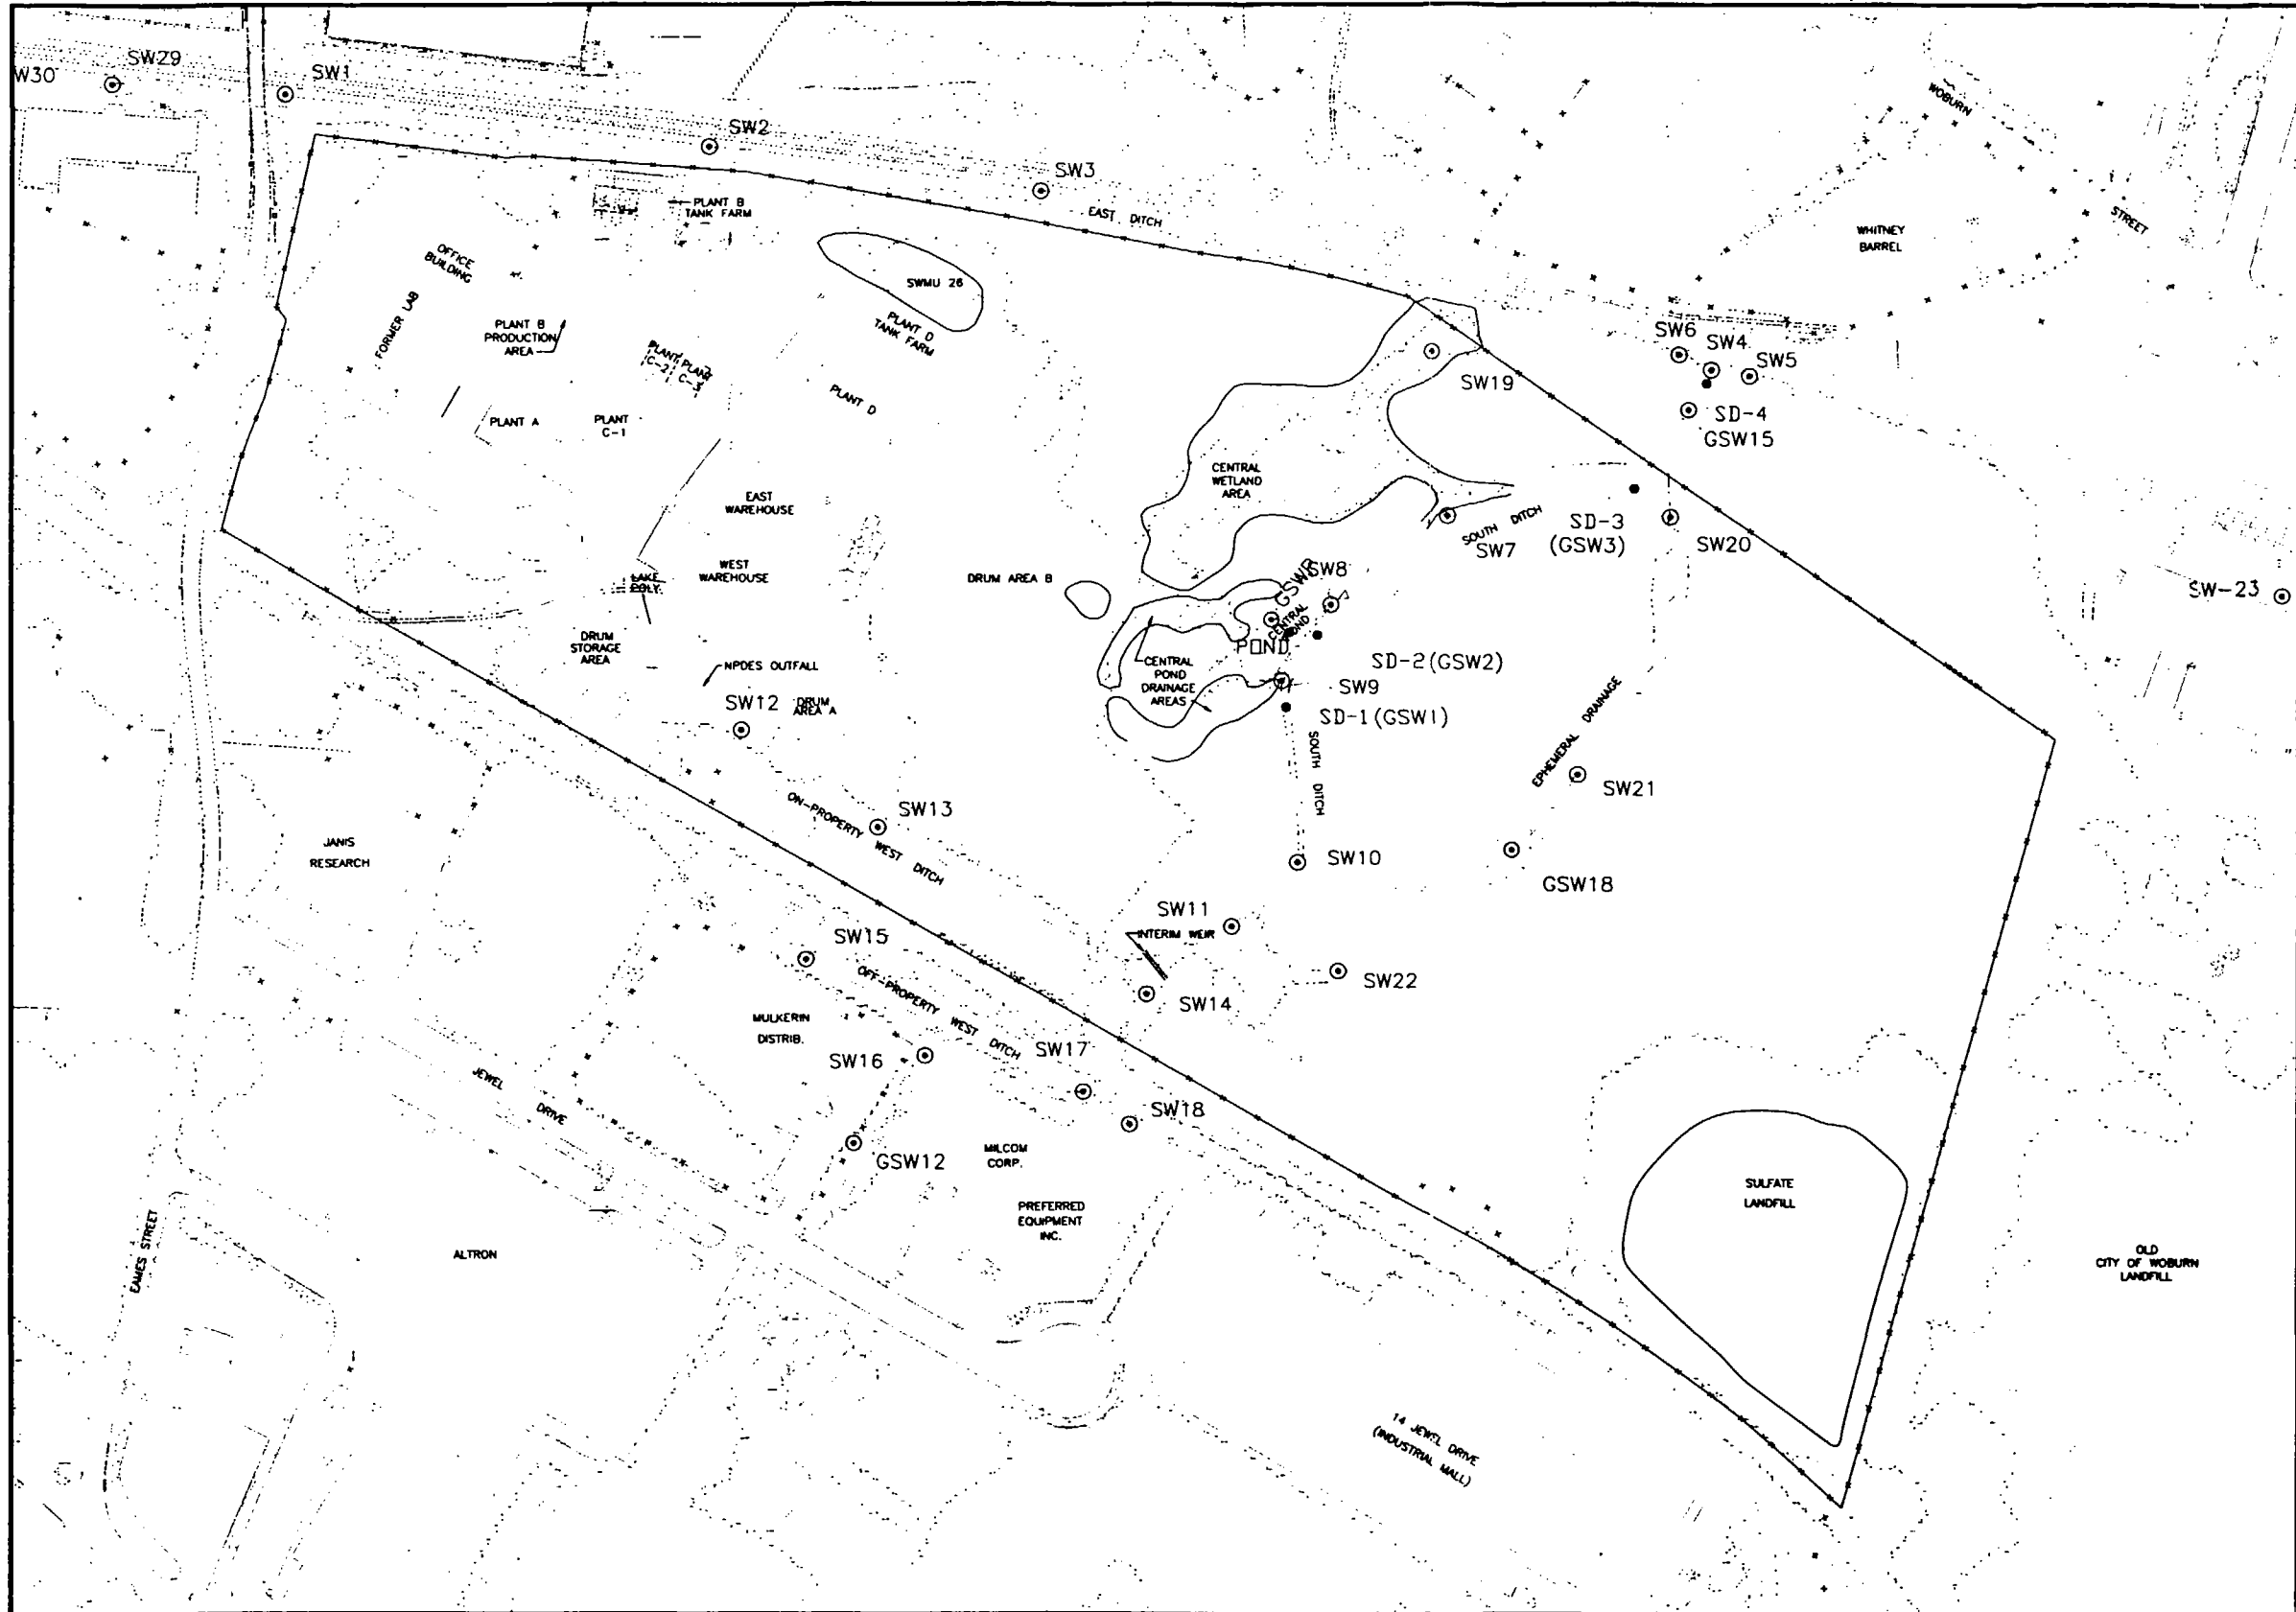 W30
SW29
SW1
SW2
SW3
EAST DITCH
WOBURN
STREET
WHITNEY
BARREL
PLANT B
TANK FARM
OFFICE
BUILDING
FORMER LAB
PLANT B
PRODUCTION
AREA
SWMU 26
PLANT D
TANK FARM
PLANT
C-2
PLANT
C-3
PLANT D
PLANT A
PLANT
C-1
SW6
SW4
SW5
SW19
SD-4
GSW15
CENTRAL
WETLAND
AREA
EAST
WAREHOUSE
SOUTH DITCH
SW7
SD-3
(GSW3)
SW20
WEST
WAREHOUSE
LAKE
POLY
DRUM AREA B
SW8
CENTRAL
POND
POND
SW-23
DRUM
STORAGE
AREA
NPDES OUTFALL
CENTRAL
POND
DRAINAGE
AREAS
SD-2(GSW2)
SW9
SD-1(GSW1)
SW12
DRUM
AREA A
SOUTH DITCH
EPHEMERAL DRAINAGE
SW21
ON-PROPERTY WEST DITCH
SW13
JANIS
RESEARCH
SW10
GSW18
SW11
INTERIM WEIR
SW15
OFF-PROPERTY WEST DITCH
SW22
SW14
MULKERIN
DISTRIB.
SW16
SW17
JEWEL
DRIVE
SW18
GSW12
MILCOM
CORP.
SULFATE
LANDFILL
PREFERRED
EQUIPMENT
INC.
EAMES STREET
ALTRON
OLD
CITY OF WOBURN
LANDFILL
14 JEWEL DRIVE
(INDUSTRIAL MALL)